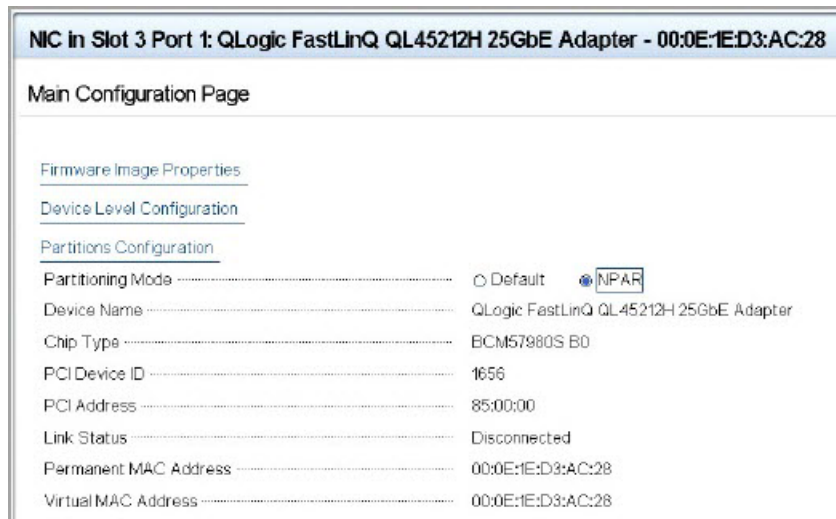 NIC in Slot 3 Port 1: QLogic FastLinQ QL45212H 25GbE Adapter - 00:0E:1E:D3:AC:28
Main Configuration Page
Firmware Image Properties
Device Level Configuration
Partitions Configuration
Partitioning Mode Default NPAR
Device Name QLogic FastLinQ QL45212H 25GbE Adapter
Chip Type BCM57980S B0
PCI Device ID 1656
PCI Address 85:00:00
Link Status Disconnected
Permanent MAC Address 00:0E:1E:D3:AC:28
Virtual MAC Address 00:0E:1E:D3:AC:28